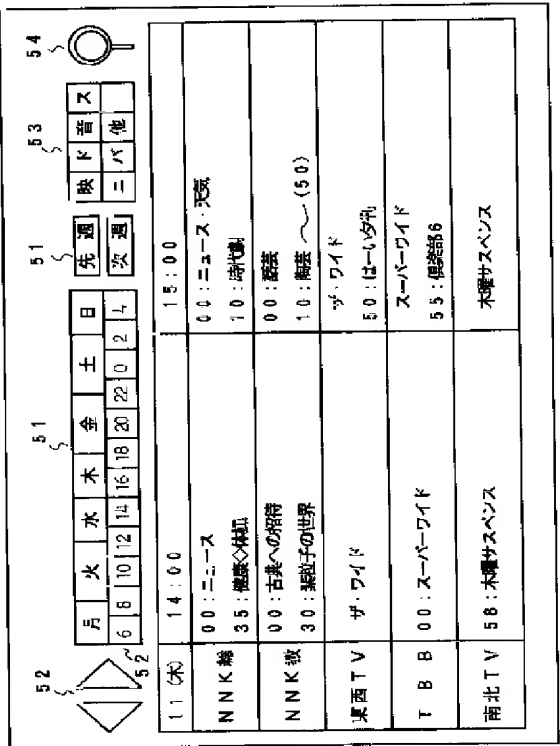 52 51 51 53 54
月 火 水 木 金 土 日 先週 映 ド 音 ス
6 8 10 12 14 16 18 20 22 0 2 4 次週 ニ バ 他
52
11(木) 14:00 15:00
NNK総 00:ニュース 00:ニュース・天気
35:健康◇体操 10:時代劇
NNK教 00:古典への招待 00:話芸
30:素粒子の世界 10:陶芸 〜(50)
東西TV ザ・ワイド ザ・ワイド
50:はーい夕刊
TBB 00:スーパーワイド スーパーワイド
55:倶楽部6
南北TV 58:木曜サスペンス 木曜サスペンス